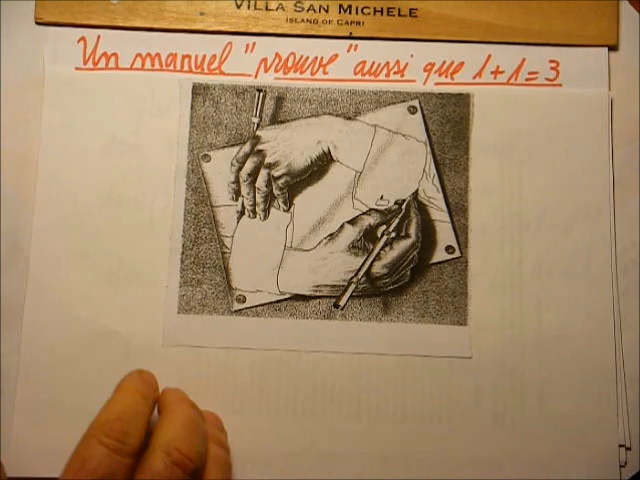 VILLA SAN MICHELE
ISLAND OF CAPRI
Un manuel "prouve" aussi que 1+1=3